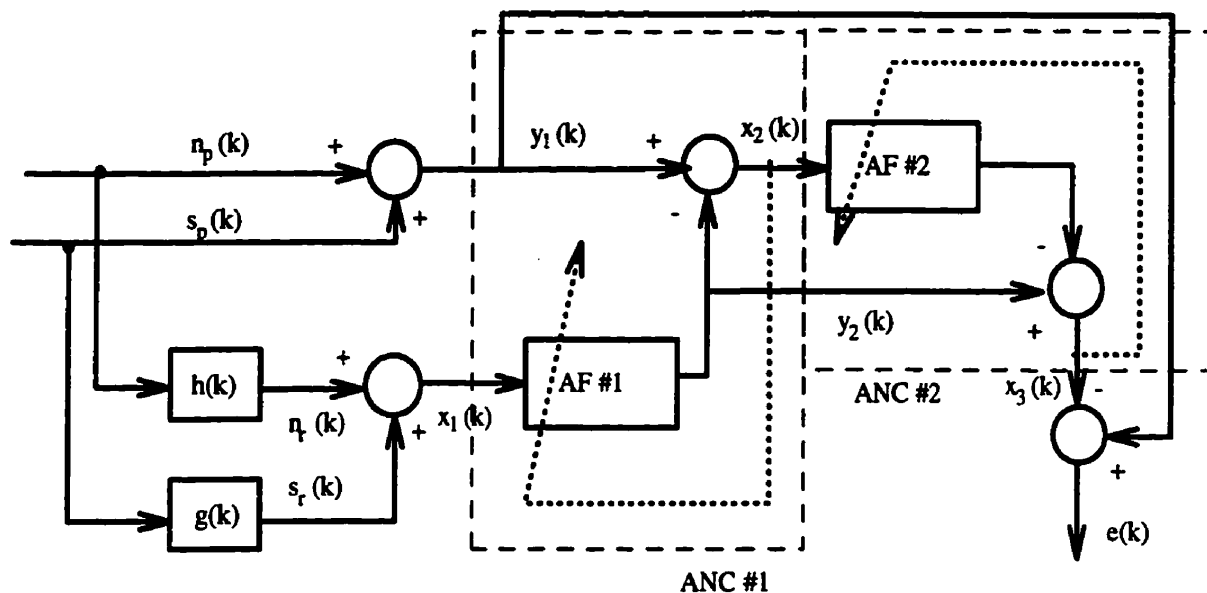 n_p(k)
+
+
s_p(k)
y_1(k)
+
-
x_2(k)
AF #2
-
+
y_2(k)
h(k)
+
+
n_r(k)
x_1(k)
AF #1
ANC #2
x_3(k)
-
+
g(k)
s_r(k)
e(k)
ANC #1